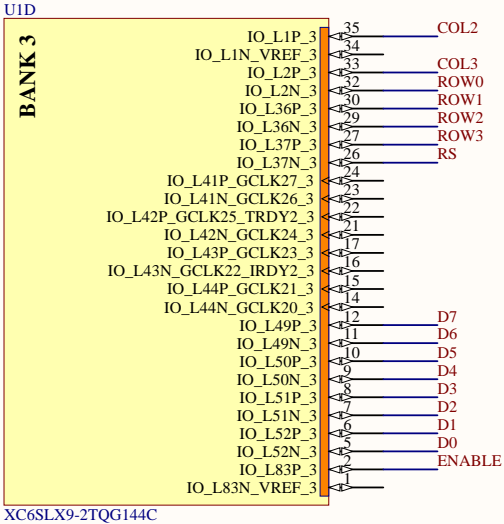 U1D
BANK 3
IO_L1P_3 35 COL2
IO_L1N_VREF_3 34
IO_L2P_3 33 COL3
IO_L2N_3 32 ROW0
IO_L36P_3 30 ROW1
IO_L36N_3 29 ROW2
IO_L37P_3 27 ROW3
IO_L37N_3 26 RS
IO_L41P_GCLK27_3 24
IO_L41N_GCLK26_3 23
IO_L42P_GCLK25_TRDY2_3 22
IO_L42N_GCLK24_3 21
IO_L43P_GCLK23_3 17
IO_L43N_GCLK22_IRDY2_3 16
IO_L44P_GCLK21_3 15
IO_L44N_GCLK20_3 14
IO_L49P_3 12 D7
IO_L49N_3 11 D6
IO_L50P_3 10 D5
IO_L50N_3 9 D4
IO_L51P_3 8 D3
IO_L51N_3 7 D2
IO_L52P_3 6 D1
IO_L52N_3 5 D0
IO_L83P_3 2 ENABLE
IO_L83N_VREF_3 1
XC6SLX9-2TQG144C